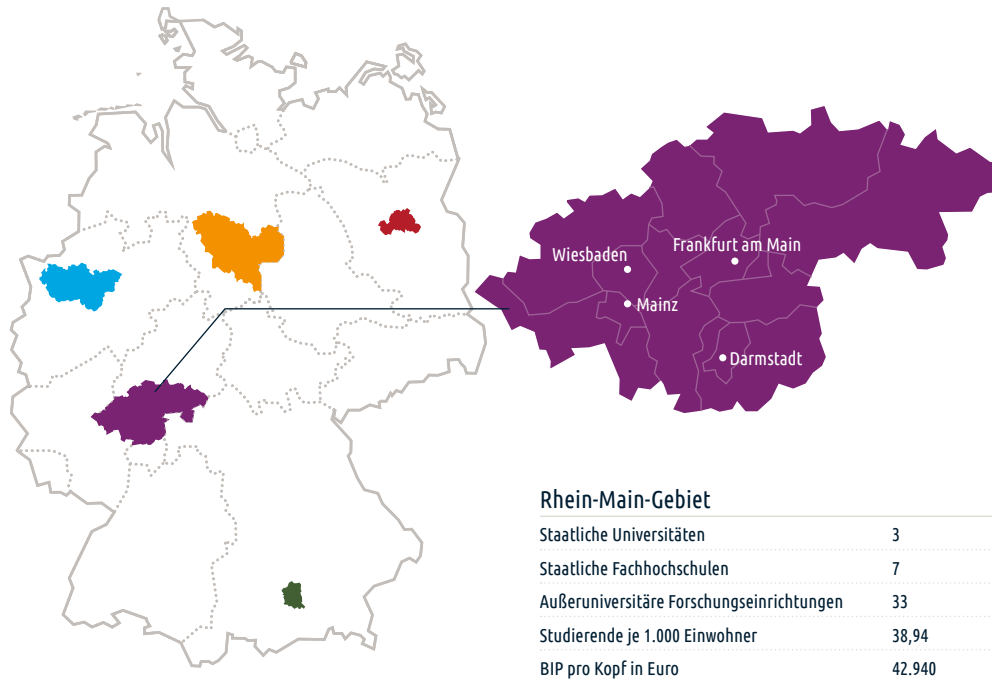 Wiesbaden
Frankfurt am Main
Mainz
Darmstadt
Rhein-Main-Gebiet
Staatliche Universitäten 3
Staatliche Fachhochschulen 7
Außeruniversitäre Forschungseinrichtungen 33
Studierende je 1.000 Einwohner 38,94
BIP pro Kopf in Euro 42.940